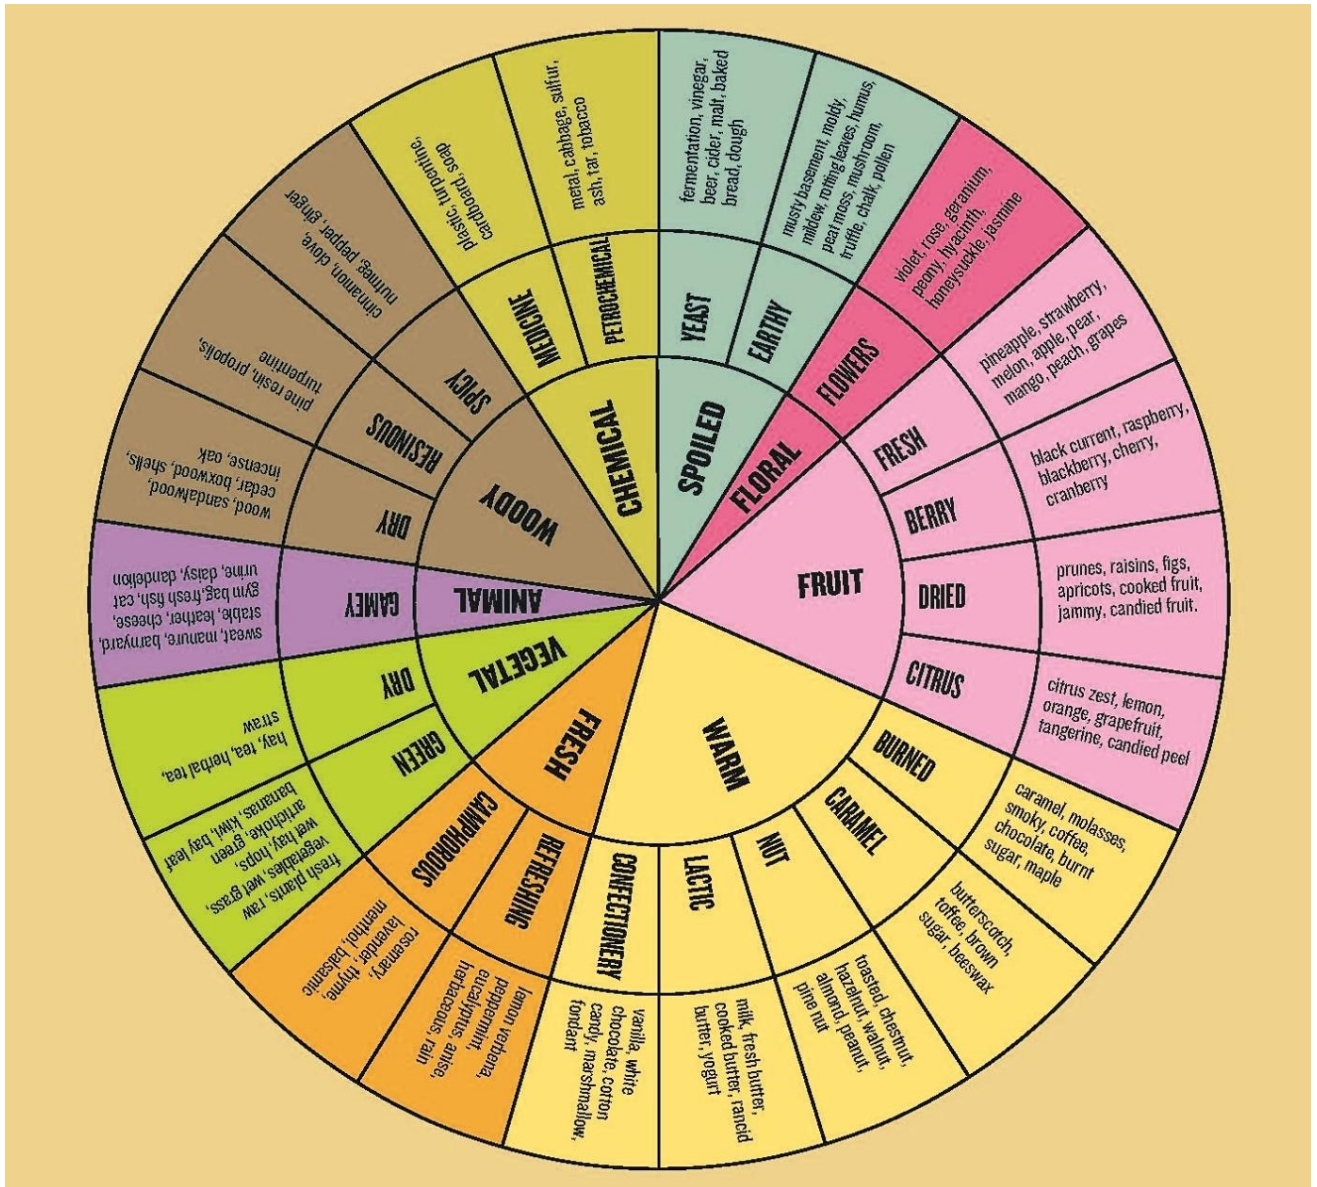 SPOILED
YEAST
fermentation, vinegar,
beer, cider, malt, baked
bread, dough
EARTHY
musty basement, moldy,
mildew, rotting leaves, humus,
peat moss, mushroom,
truffle, chalk, pollen
FLORAL
FLOWERS
violet, rose, geranium,
peony, hyacinth,
honeysuckle, jasmine
FRUIT
FRESH
pineapple, strawberry,
melon, apple, pear,
mango, peach, grapes
BERRY
black current, raspberry,
blackberry, cherry,
cranberry
DRIED
prunes, raisins, figs,
apricots, cooked fruit,
jammy, candied fruit.
CITRUS
citrus zest, lemon,
orange, grapefruit,
tangerine, candied peel
WARM
BURNED
caramel, molasses,
smoky, coffee,
chocolate, burnt
sugar, maple
CARAMEL
butterscotch,
toffee, brown
sugar, beeswax
NUT
toasted, chestnut,
hazelnut, walnut,
almond, peanut,
pine nut
LACTIC
milk, fresh butter,
cooked butter, rancid
butter, yogurt
CONFECTIONERY
vanilla, white
chocolate, cotton
candy, marshmallow,
fondant
FRESH
REFRESHING
lemon verbena,
peppermint,
eucalyptus, anise,
herbaceous, rain
CAMPHOROUS
rosemary,
lavender, thyme,
menthol, balsamic
VEGETAL
GREEN
fresh plants, raw
vegetables, wet grass,
wet hay, hops,
artichoke, green
bananas, kiwi, bay leaf
DRY
hay, tea, herbal tea,
straw
ANIMAL
GAMEY
sweat, manure, barnyard,
stable, leather, cheese,
gym bag, fresh fish, cat
urine, daisy, dandelion
WOODY
DRY
wood, sandalwood,
cedar, boxwood, shells,
incense, oak
RESINOUS
pine resin, propolis,
turpentine
SPICY
cinnamon, clove,
nutmeg, pepper, ginger
CHEMICAL
MEDICINE
plastic, turpentine,
cardboard, soap
PETROCHEMICAL
metal, cabbage, sulfur,
ash, tar, tobacco